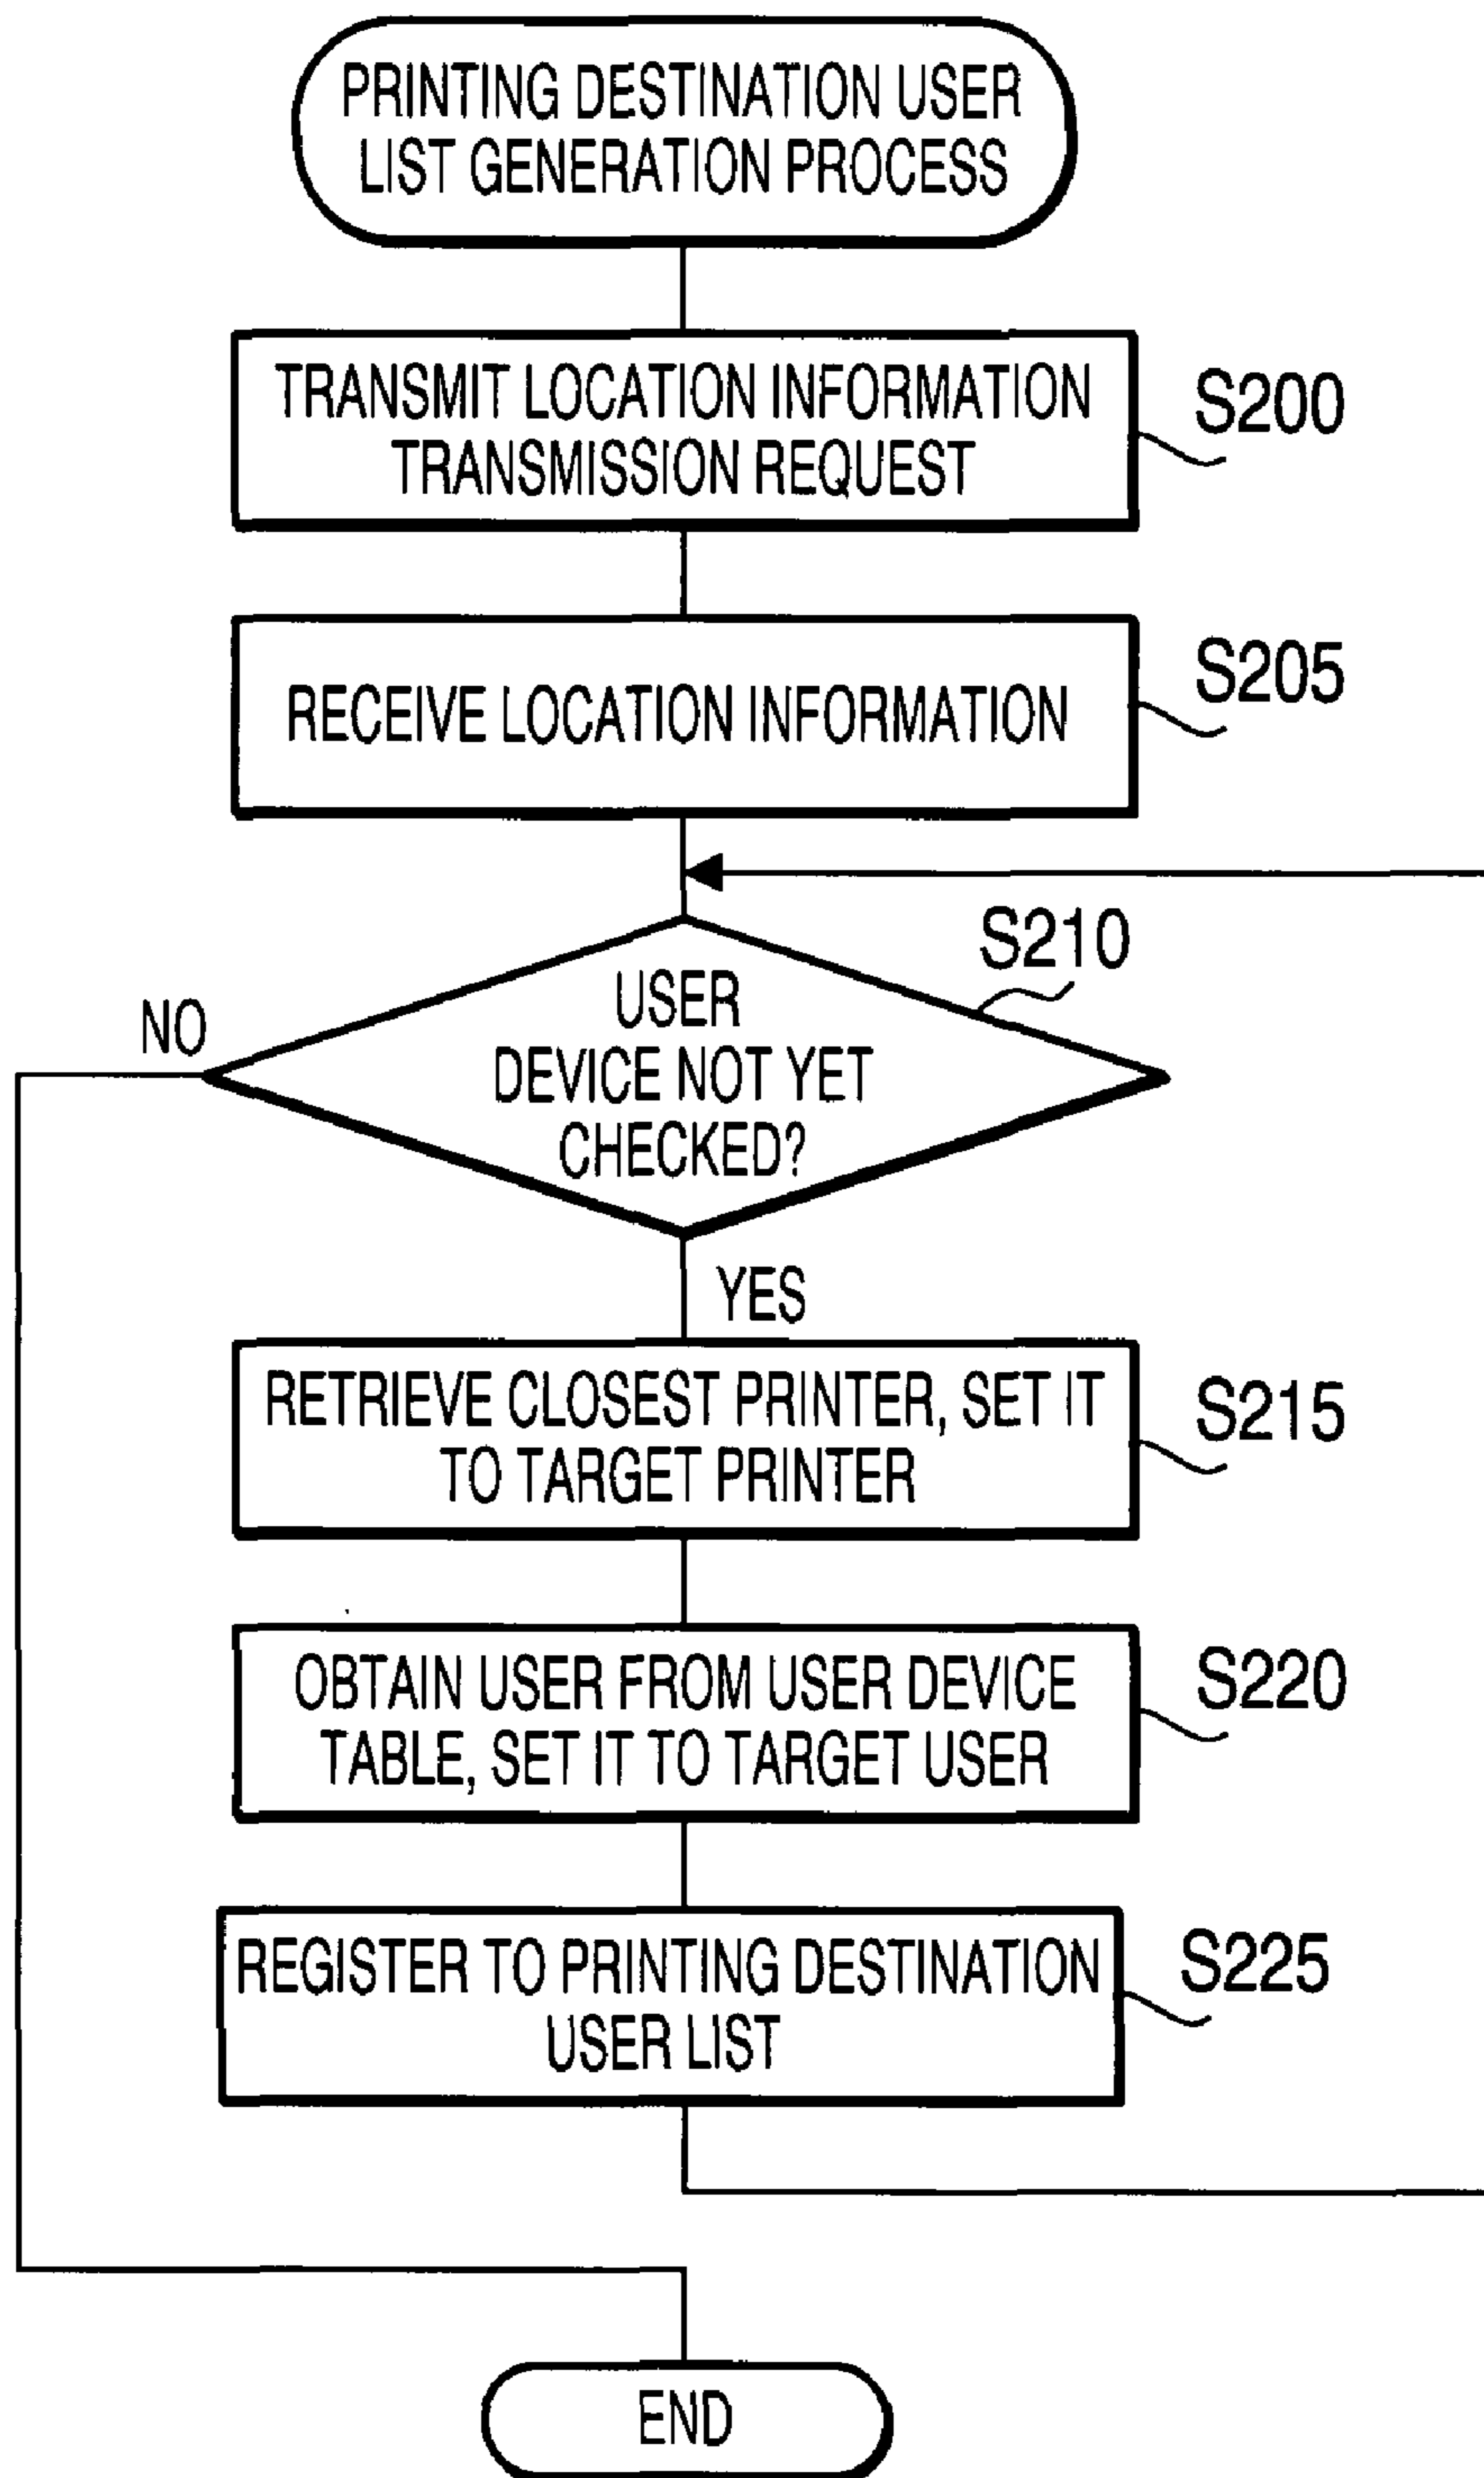 PRINTING DESTINATION USER
LIST GENERATION PROCESS
TRANSMIT LOCATION INFORMATION
TRANSMISSION REQUEST
S200
RECEIVE LOCATION INFORMATION
S205
S210
NO
USER
DEVICE NOT YET
CHECKED?
YES
RETRIEVE CLOSEST PRINTER, SET IT
TO TARGET PRINTER
S215
OBTAIN USER FROM USER DEVICE
TABLE, SET IT TO TARGET USER
S220
REGISTER TO PRINTING DESTINATION
USER LIST
S225
END